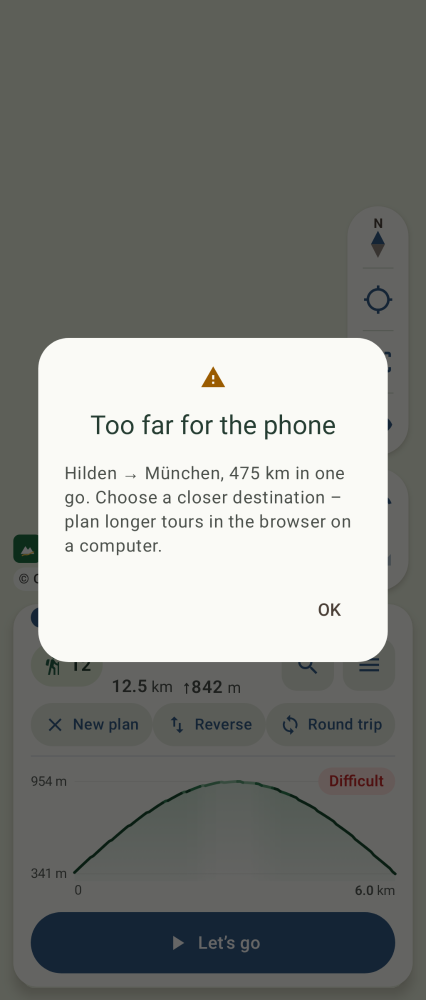 N
Too far for the phone
Hilden → München, 475 km in one
go. Choose a closer destination –
plan longer tours in the browser on
a computer.
OK
©
12
12.5 km ↑842 m
New plan
Reverse
Round trip
954 m
Difficult
341 m
0
6.0 km
Let's go